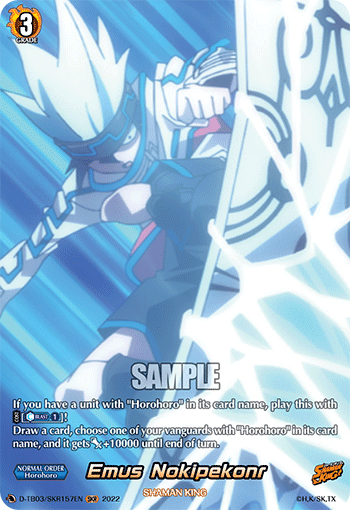 3
GRADE
SAMPLE
If you have a unit with "Horohoro" in its card name, play this with
COST [BLAST 1]!
Draw a card, choose one of your vanguards with "Horohoro" in its card
name, and it gets +10000 until end of turn.
NORMAL ORDER
Horohoro
Emus Nokipekonr
SHAMAN KING
D-TB03/SKR157EN 2022
SHAMAN KING
©H,K/SK,TX